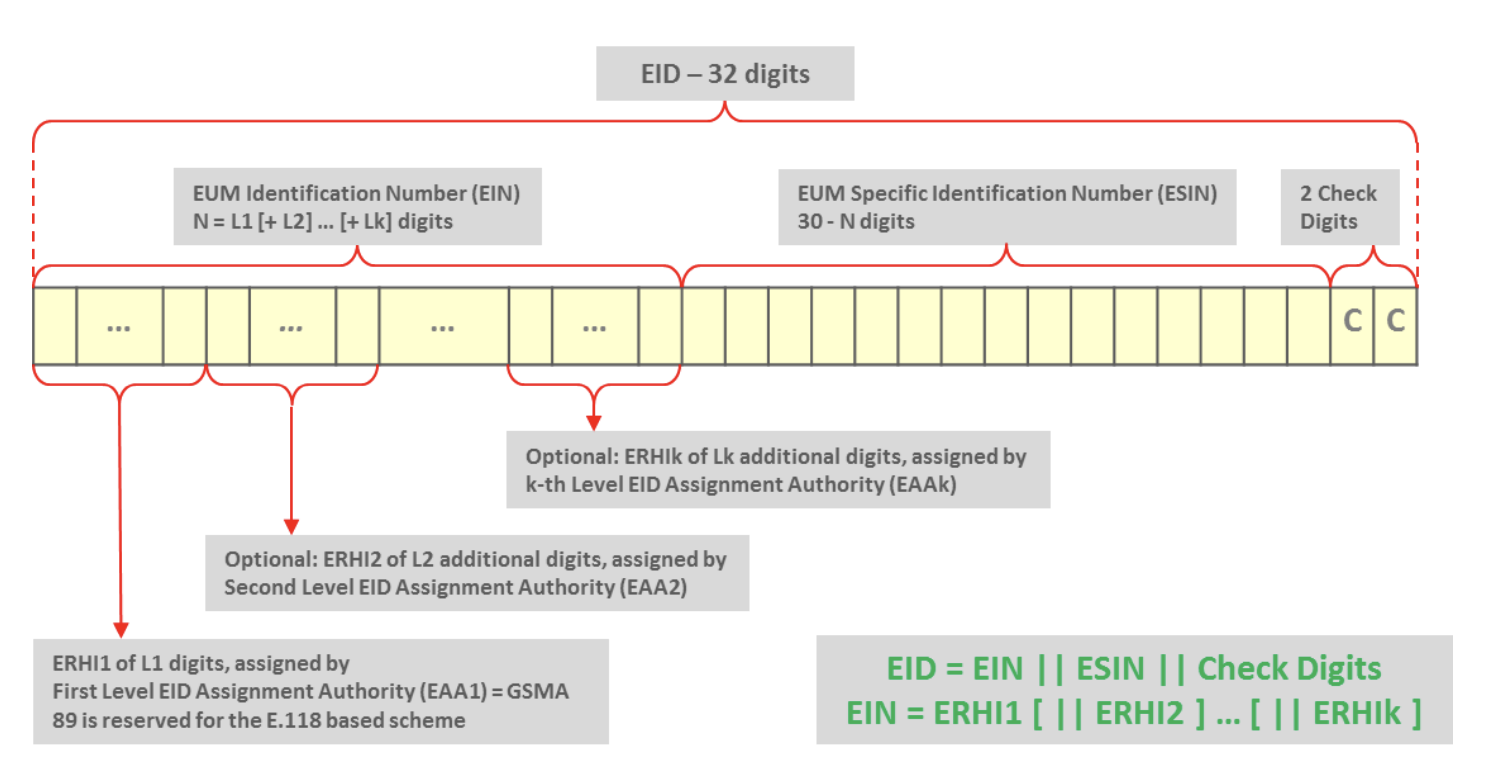 EID – 32 digits
EUM Identification Number (EIN)
N = L1 [+ L2] ... [+ Lk] digits
EUM Specific Identification Number (ESIN)
30 - N digits
2 Check
Digits
... ... ... ... C C
Optional: ERHIk of Lk additional digits, assigned by
k-th Level EID Assignment Authority (EAAk)
Optional: ERHI2 of L2 additional digits, assigned by
Second Level EID Assignment Authority (EAA2)
ERHI1 of L1 digits, assigned by
First Level EID Assignment Authority (EAA1) = GSMA
89 is reserved for the E.118 based scheme
EID = EIN || ESIN || Check Digits
EIN = ERHI1 [ || ERHI2 ] ... [ || ERHIk ]